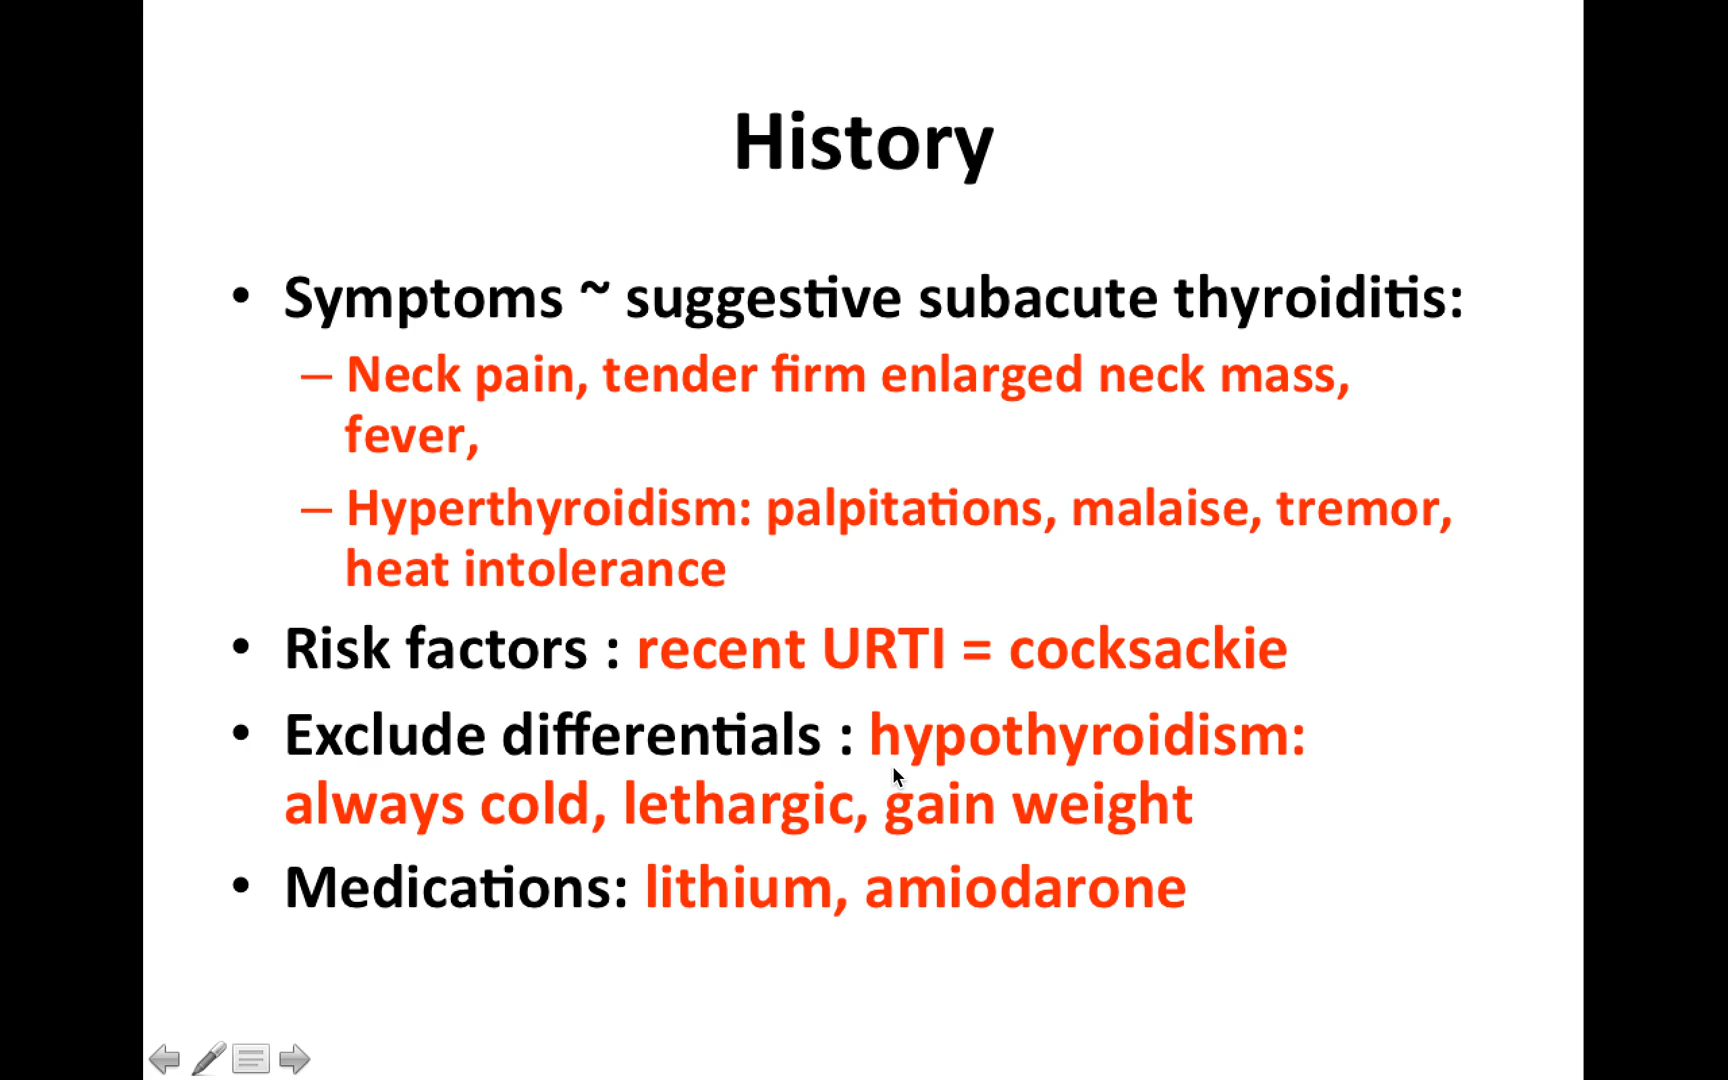 History
• Symptoms ~ suggestive subacute thyroiditis:
– Neck pain, tender firm enlarged neck mass,
fever,
– Hyperthyroidism: palpitations, malaise, tremor,
heat intolerance
• Risk factors : recent URTI = cocksackie
• Exclude differentials : hypothyroidism:
always cold, lethargic, gain weight
• Medications: lithium, amiodarone